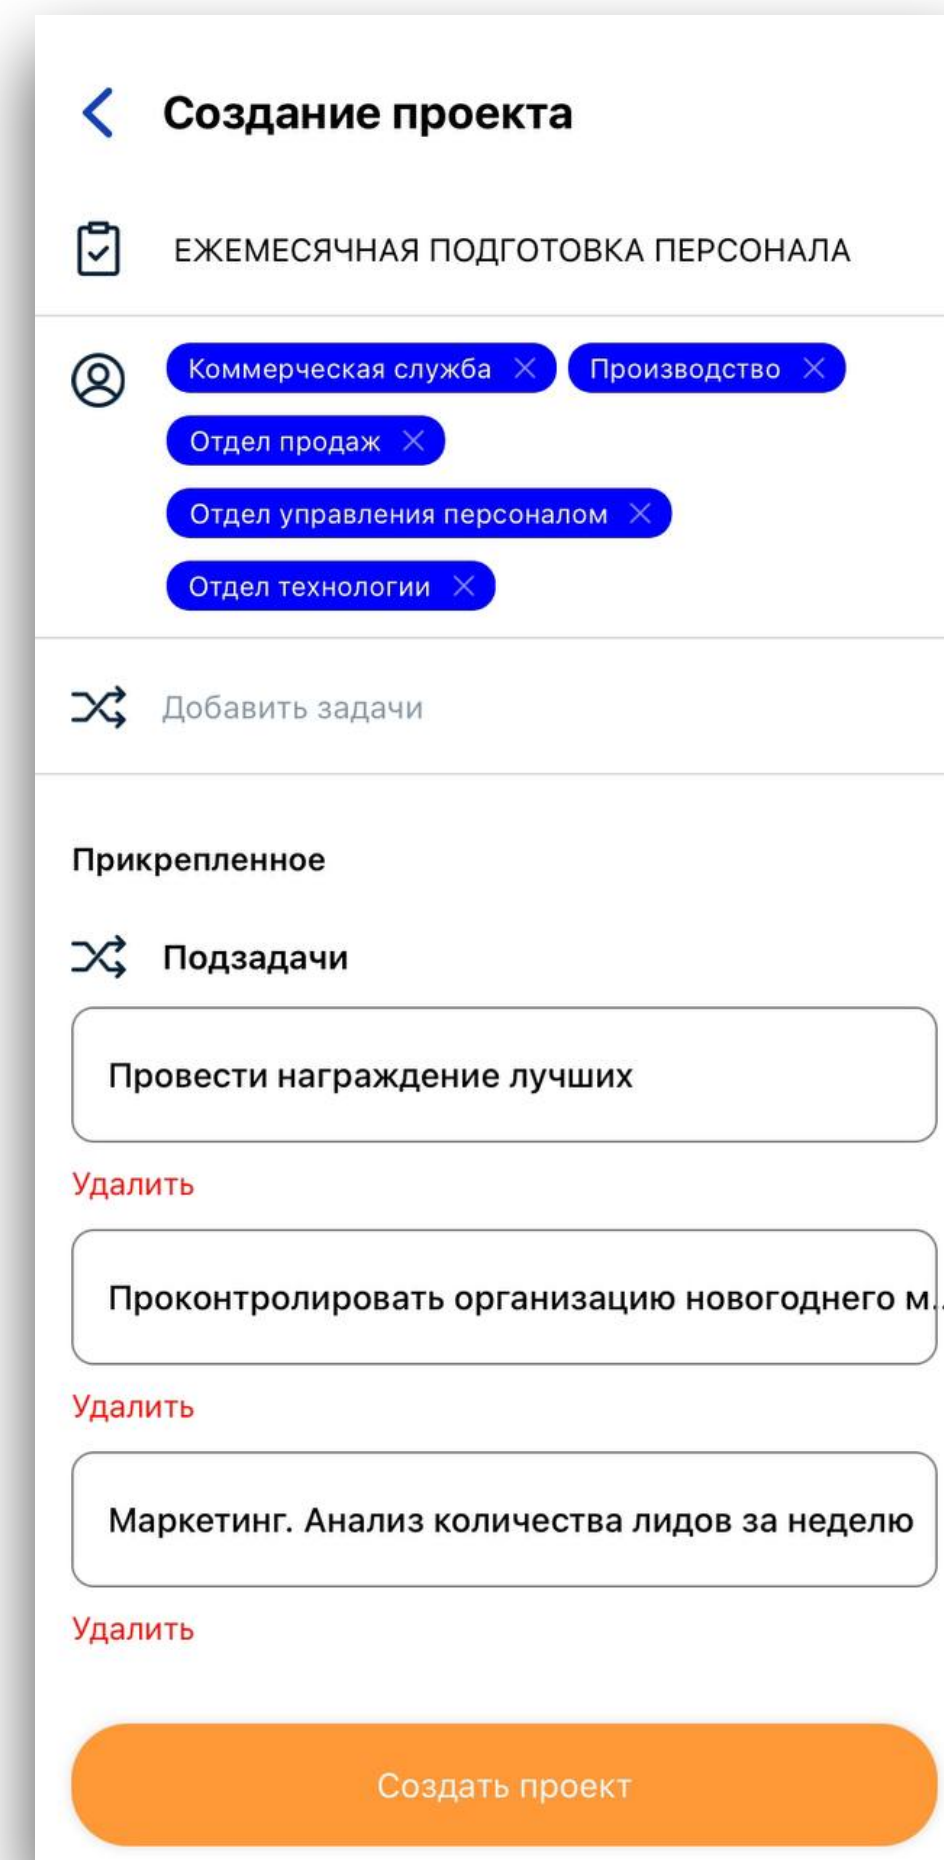 Создание проекта
ЕЖЕМЕСЯЧНАЯ ПОДГОТОВКА ПЕРСОНАЛА
Коммерческая служба Производство
Отдел продаж
Отдел управления персоналом
Отдел технологии
Добавить задачи
Прикрепленное
Подзадачи
Провести награждение лучших
Удалить
Проконтролировать организацию новогоднего м...
Удалить
Маркетинг. Анализ количества лидов за неделю
Удалить
Создать проект